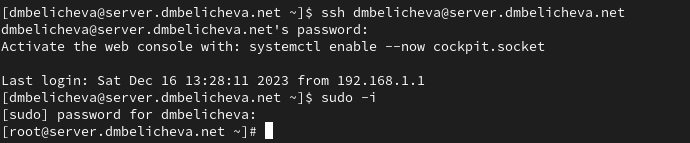 [dmbelicheva@server.dmbelicheva.net ~]$ ssh dmbelicheva@server.dmbelicheva.net
dmbelicheva@server.dmbelicheva.net's password:
Activate the web console with: systemctl enable --now cockpit.socket
Last login: Sat Dec 16 13:28:11 2023 from 192.168.1.1
[dmbelicheva@server.dmbelicheva.net ~]$ sudo -i
[sudo] password for dmbelicheva:
[root@server.dmbelicheva.net ~]#